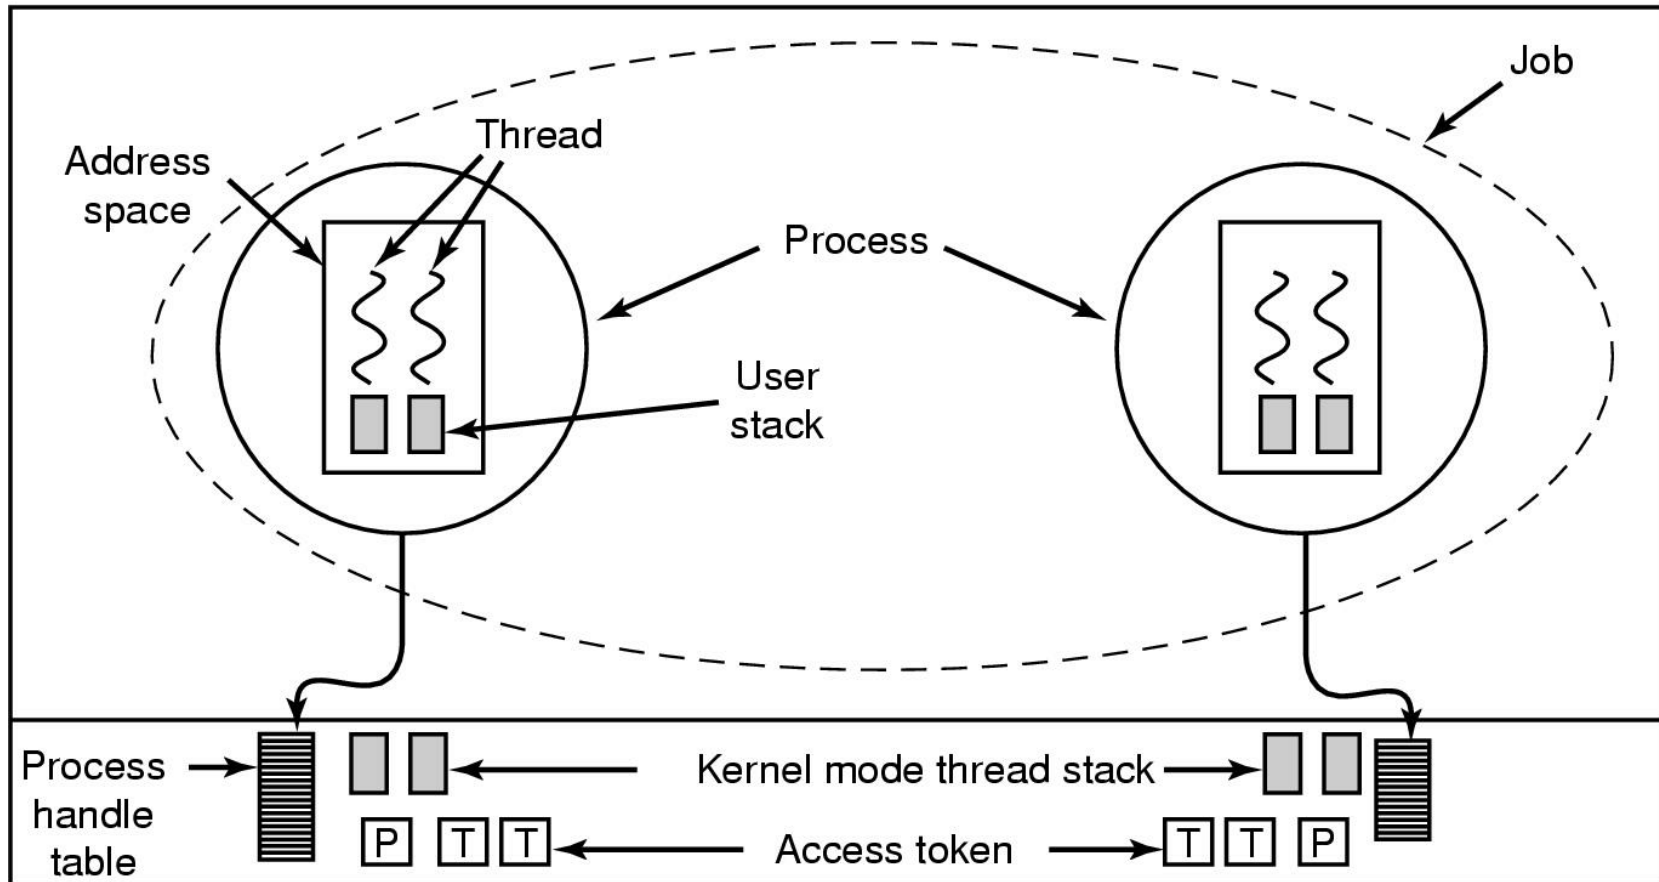 Job
Thread
Address
space
Process
User
stack
Process
handle
table
Kernel mode thread stack
P
T
T
Access token
T
T
P